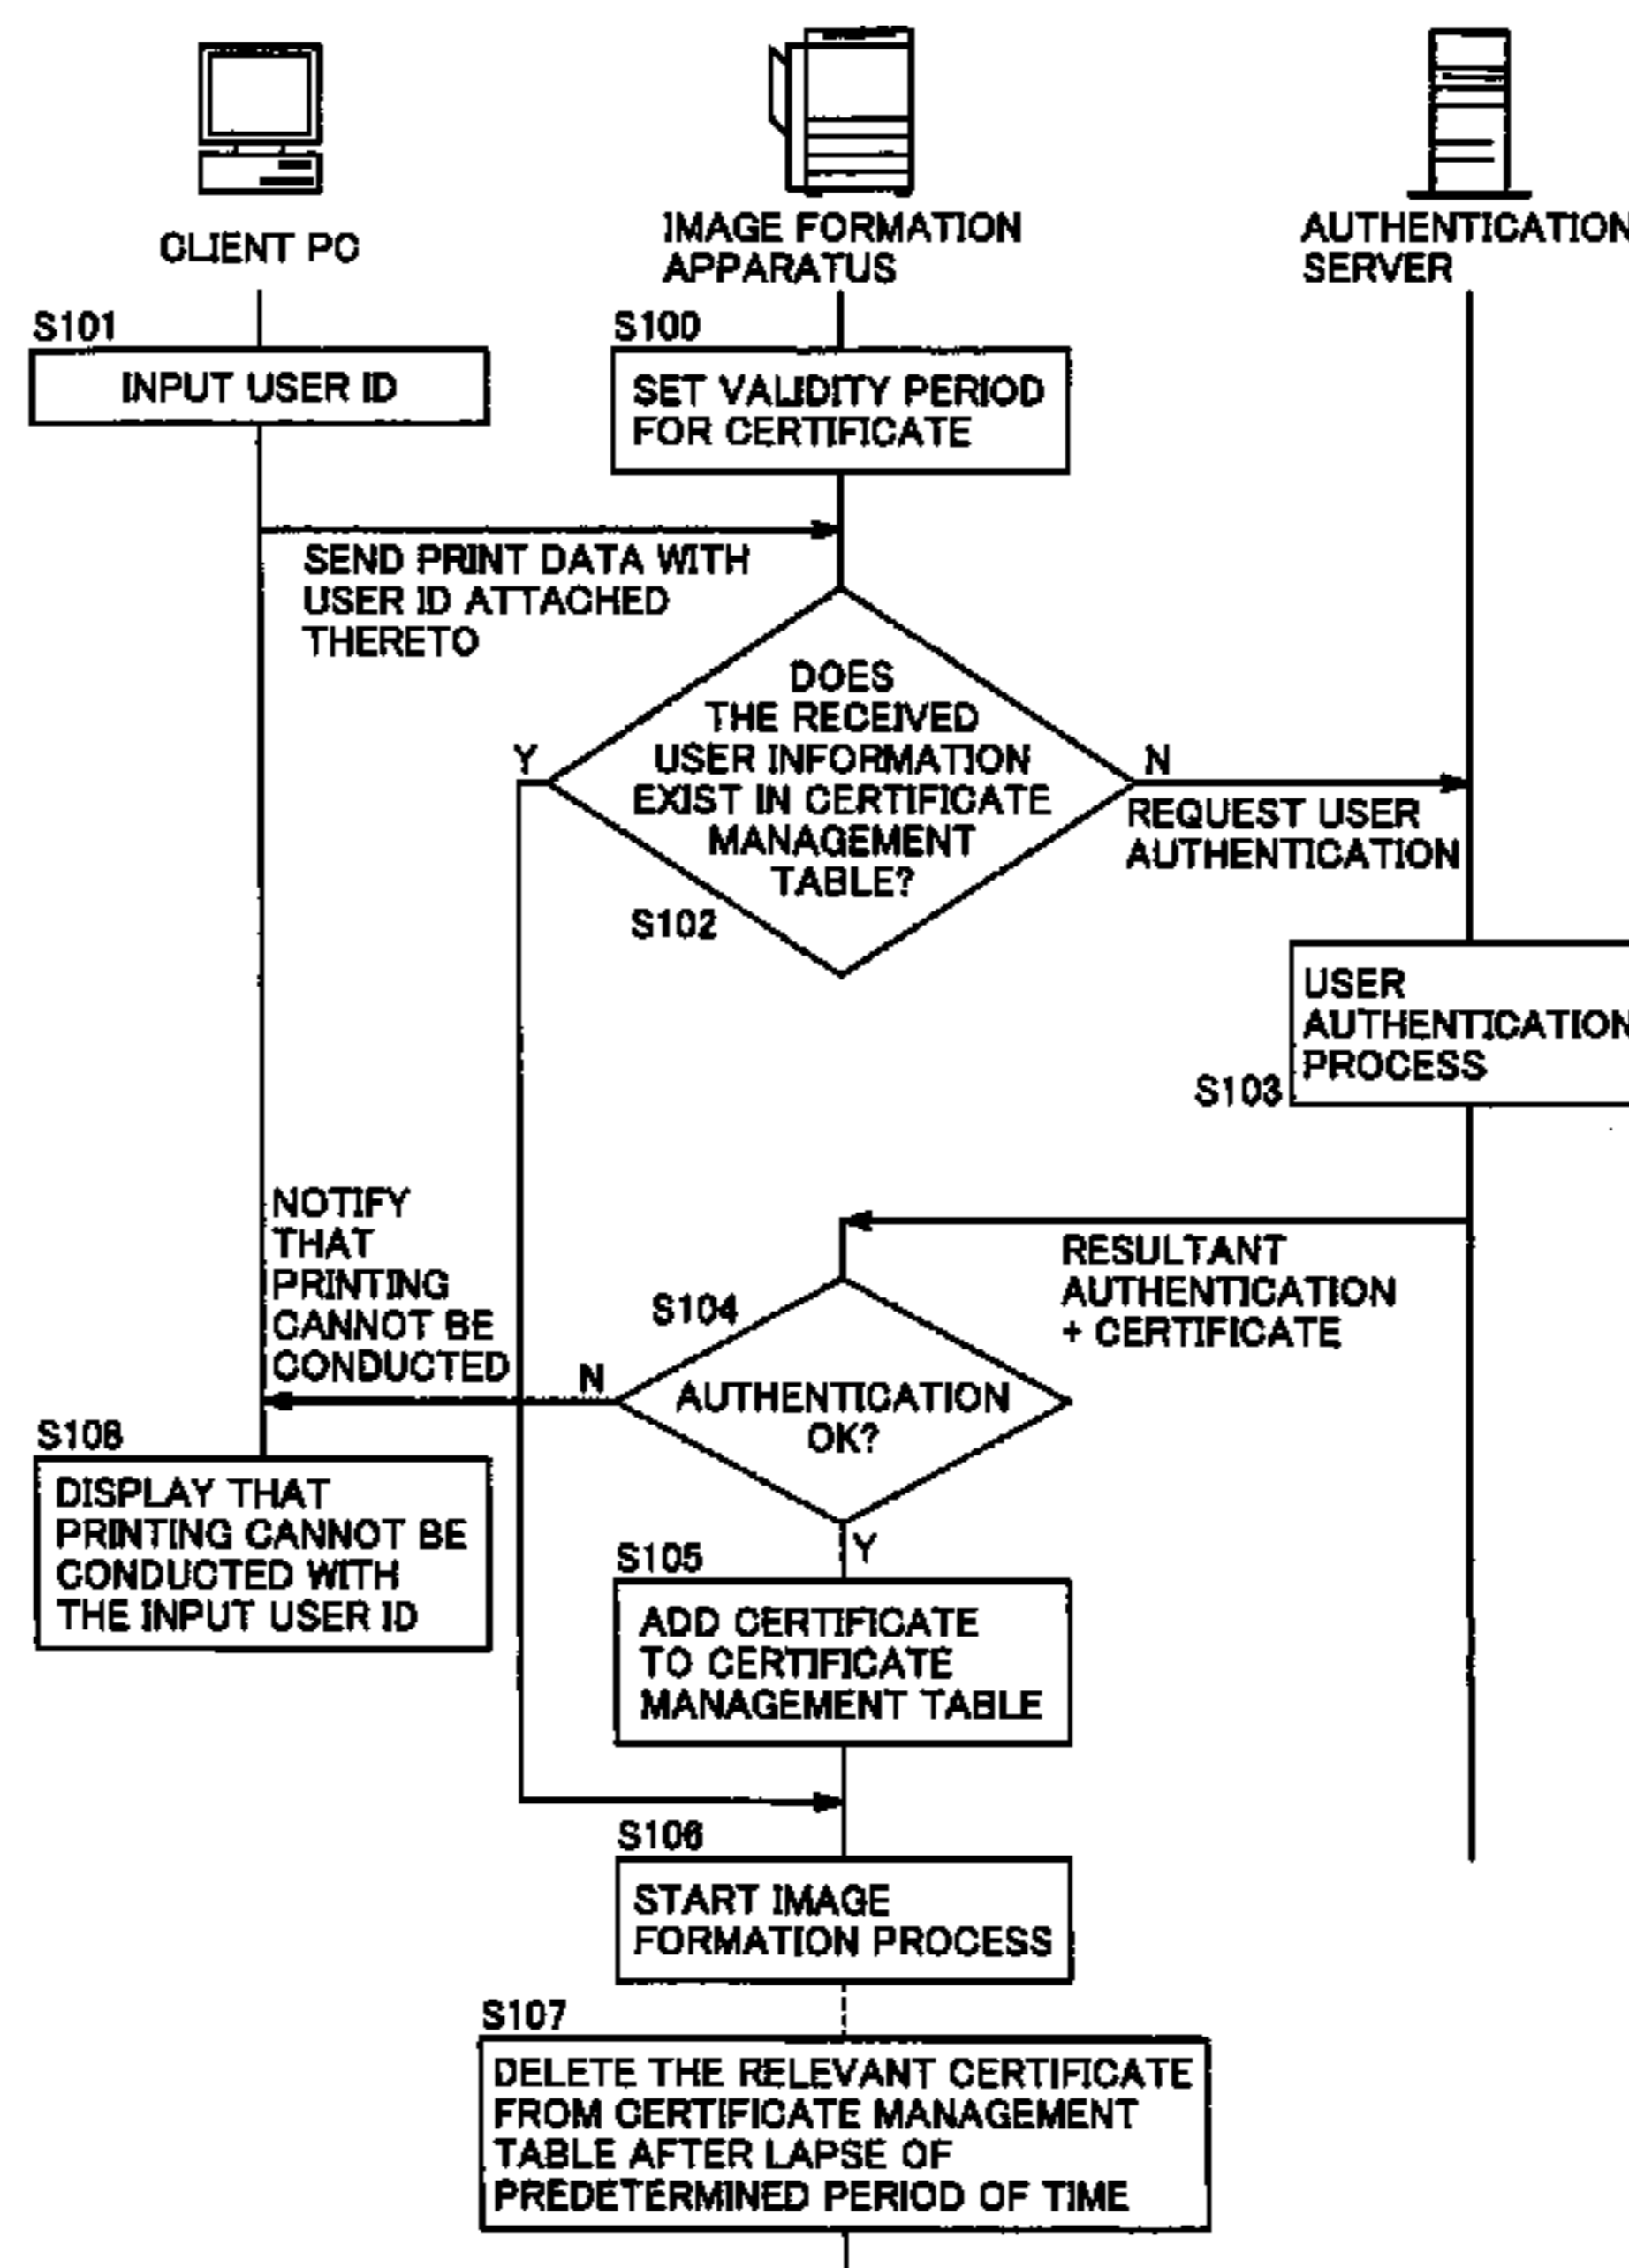 CLIENT PC
IMAGE FORMATION
APPARATUS
AUTHENTICATION
SERVER
S101
INPUT USER ID
S100
SET VALIDITY PERIOD
FOR CERTIFICATE
SEND PRINT DATA WITH
USER ID ATTACHED
THERETO
DOES
THE RECEIVED
USER INFORMATION
EXIST IN CERTIFICATE
MANAGEMENT
TABLE?
Y
N
S102
REQUEST USER
AUTHENTICATION
USER
AUTHENTICATION
PROCESS
S103
NOTIFY
THAT
PRINTING
CANNOT BE
CONDUCTED
RESULTANT
AUTHENTICATION
+ CERTIFICATE
S104
N
AUTHENTICATION
OK?
Y
S108
DISPLAY THAT
PRINTING CANNOT BE
CONDUCTED WITH
THE INPUT USER ID
S105
ADD CERTIFICATE
TO CERTIFICATE
MANAGEMENT TABLE
S106
START IMAGE
FORMATION PROCESS
S107
DELETE THE RELEVANT CERTIFICATE
FROM CERTIFICATE MANAGEMENT
TABLE AFTER LAPSE OF
PREDETERMINED PERIOD OF TIME